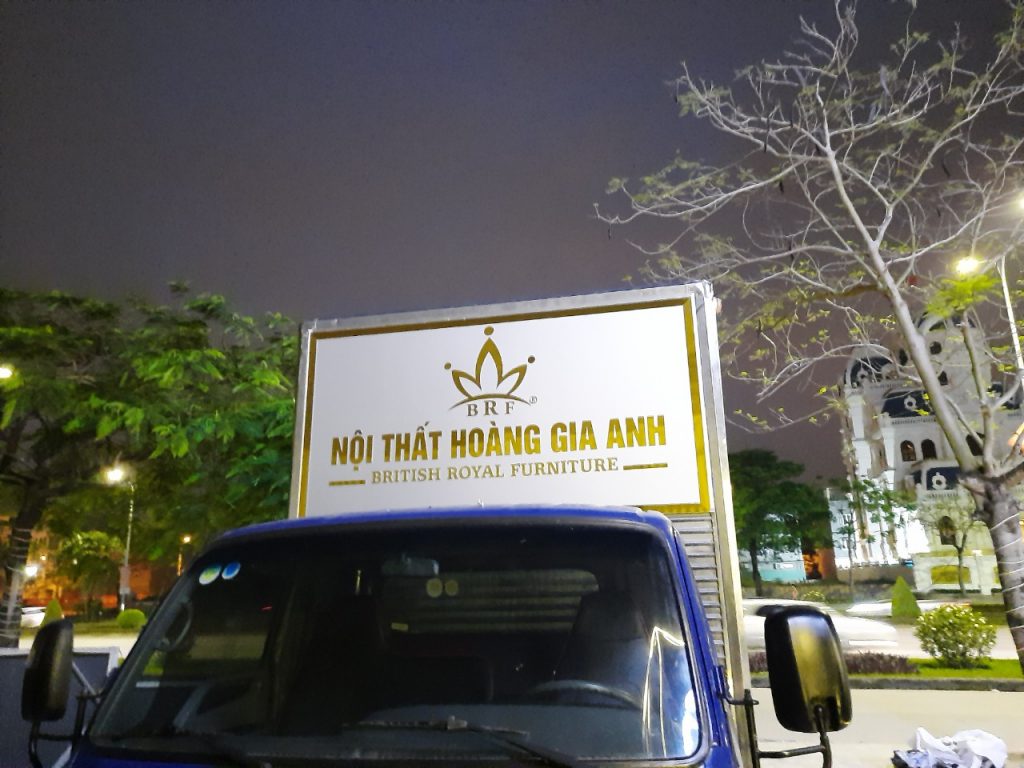 BRF®
NỘI THẤT HOÀNG GIA ANH
BRITISH ROYAL FURNITURE